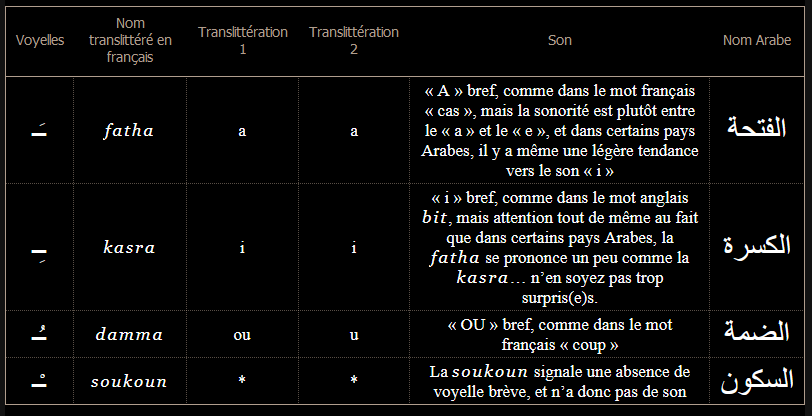 Voyelles
Nom
translittéré en
français
Translittération
1
Translittération
2
Son
Nom Arabe
ـَـ
fatha
a
a
« A » bref, comme dans le mot français
« cas », mais la sonorité est plutôt entre
le « a » et le « e », et dans certains pays
Arabes, il y a même une légère tendance
vers le son « i »
الفتحة
ـِـ
kasra
i
i
« i » bref, comme dans le mot anglais
bit, mais attention tout de même au fait
que dans certains pays Arabes, la
fatha se prononce un peu comme la
kasra… n’en soyez pas trop
surpris(e)s.
الكسرة
ـُـ
damma
ou
u
« OU » bref, comme dans le mot
français « coup »
الضمة
ـْـ
soukoun
*
*
La soukoun signale une absence de
voyelle brève, et n’a donc pas de son
السكون